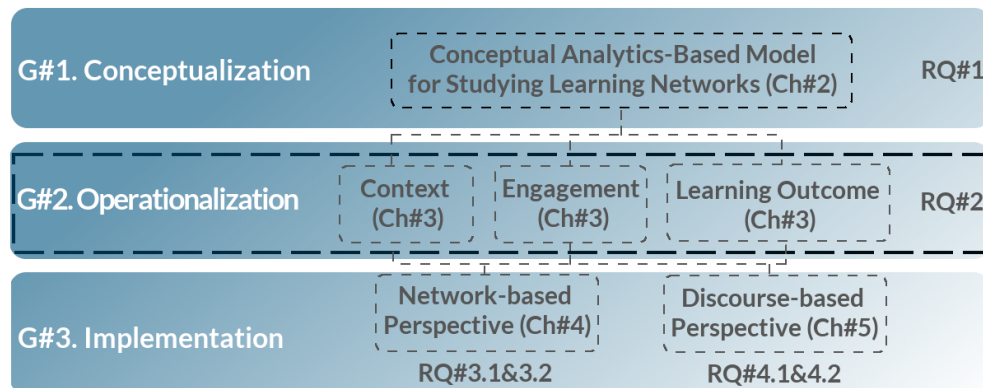 G#1. Conceptualization
Conceptual Analytics-Based Model
for Studying Learning Networks (Ch#2)
RQ#1
G#2. Operationalization
Context
(Ch#3)
Engagement
(Ch#3)
Learning Outcome
(Ch#3)
RQ#2
G#3. Implementation
Network-based
Perspective (Ch#4)
RQ#3.1&3.2
Discourse-based
Perspective (Ch#5)
RQ#4.1&4.2